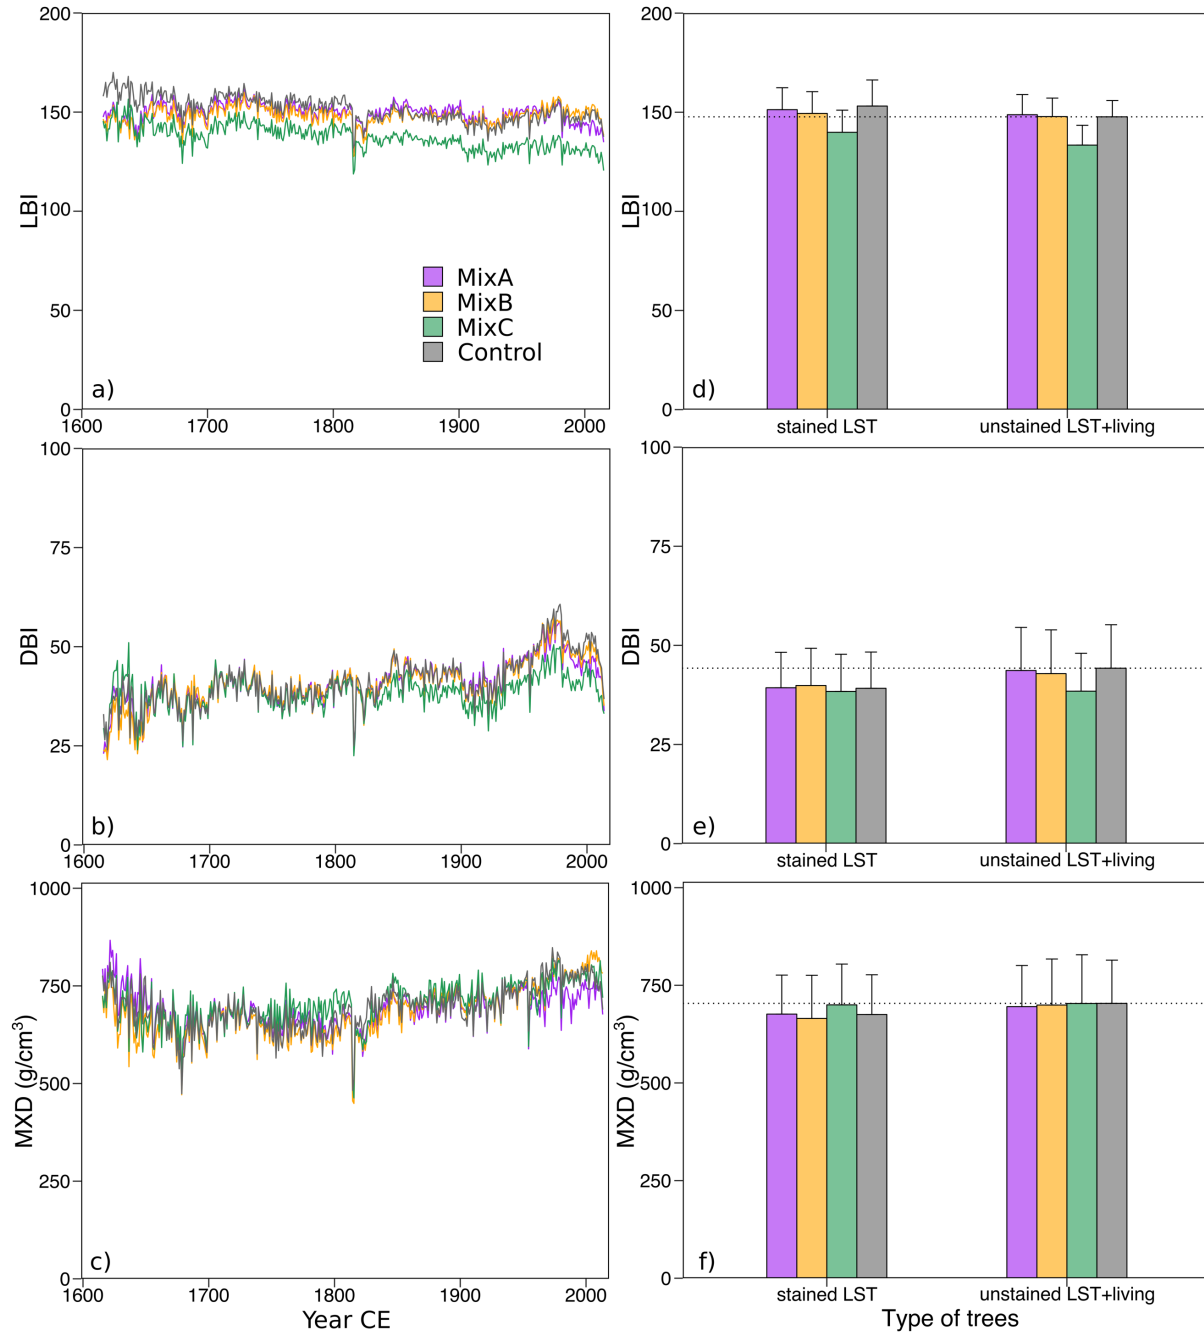 200
150
100
50
0
LBI
MixA
MixB
MixC
Control
a)
1600
1700
1800
1900
2000
200
150
100
50
0
LBI
d)
stained LST
unstained LST+living
100
75
50
25
0
DBI
b)
1600
1700
1800
1900
2000
100
75
50
25
0
DBI
e)
stained LST
unstained LST+living
1000
750
500
250
0
MXD (g/cm³)
c)
1600
1700
1800
1900
2000
Year CE
1000
750
500
250
0
MXD (g/cm³)
f)
stained LST
unstained LST+living
Type of trees